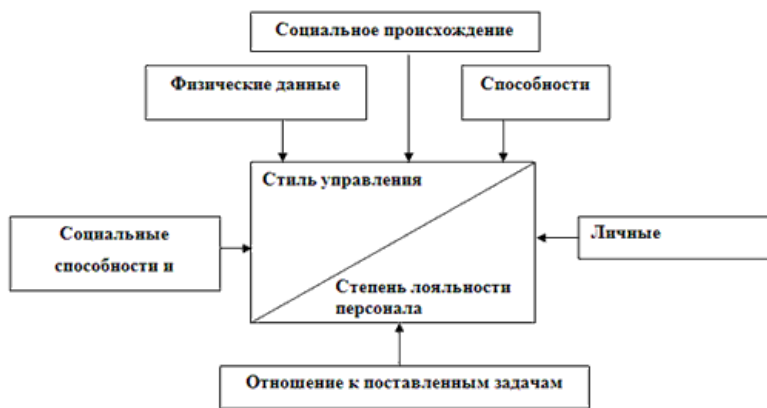 Социальное происхождение
Физические данные
Способности
Стиль управления
Социальные
способности и
Личные
Степень лояльности
персонала
Отношение к поставленным задачам